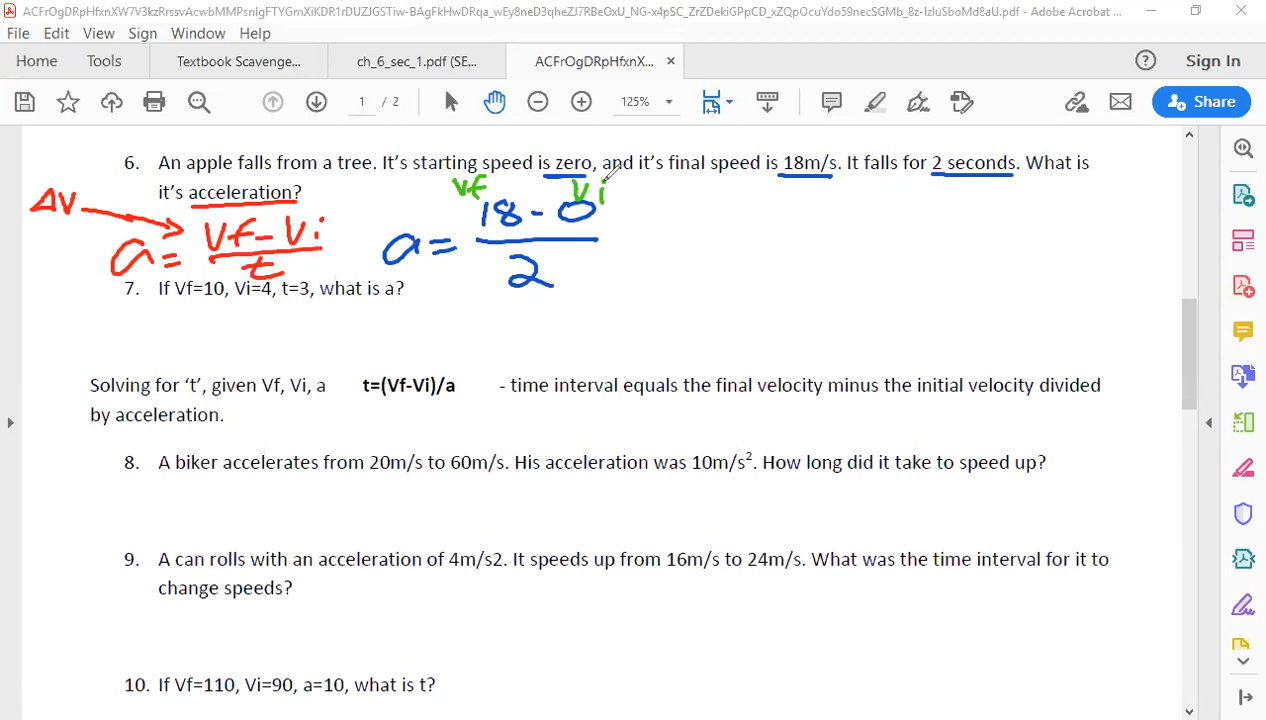 ACFrOgDRpHfxnXW7V3kzRrssvAcwbMMPsnIgFTYGmXiKDR1rDUZJGSTiw-BAgFkHwDRqa_wEy8neD3qheZJ7RBeOxU_NG-x4pSC_ZrZDekiGPpCD_xZQpOcuYdo59necSGMb_8z-IzluSboMd8aU.pdf - Adobe Acrobat ...
File Edit View Sign Window Help
Home Tools Textbook Scavenge... ch_6_sec_1.pdf (SE... ACFrOgDRpHfxnX... × Sign In
1 / 2 125% Share
6. An apple falls from a tree. It's starting speed is zero, and it's final speed is 18m/s. It falls for 2 seconds. What is
it's acceleration?
Vf Vi
ΔV
a = Vf - Vi
t
a = 18 - 0
2
7. If Vf=10, Vi=4, t=3, what is a?
Solving for 't', given Vf, Vi, a t=(Vf-Vi)/a - time interval equals the final velocity minus the initial velocity divided
by acceleration.
8. A biker accelerates from 20m/s to 60m/s. His acceleration was 10m/s². How long did it take to speed up?
9. A can rolls with an acceleration of 4m/s2. It speeds up from 16m/s to 24m/s. What was the time interval for it to
change speeds?
10. If Vf=110, Vi=90, a=10, what is t?